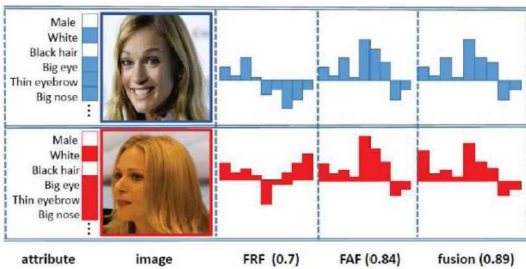 Male
White
Black hair
Big eye
Thin eyebrow
Big nose
⋮
Male
White
Black hair
Big eye
Thin eyebrow
Big nose
⋮
attribute image FRF (0.7) FAF (0.84) fusion (0.89)